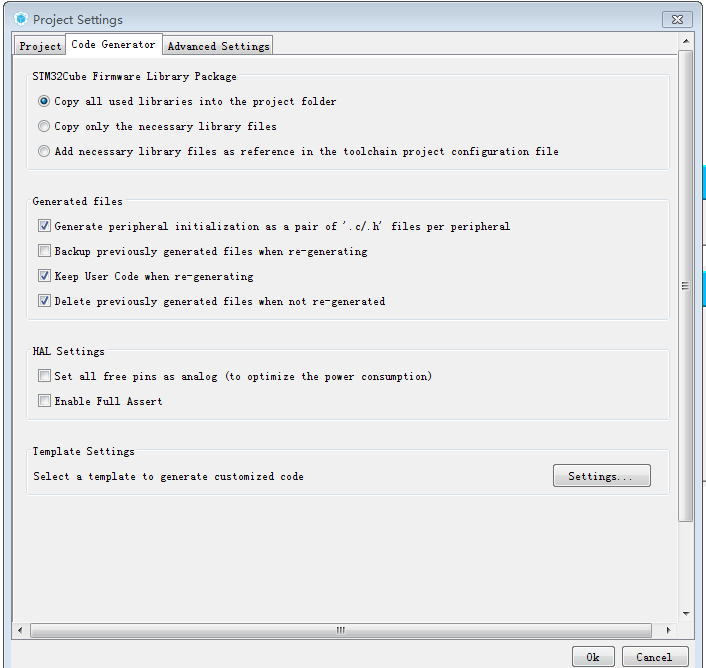 Project Settings
Project Code Generator Advanced Settings
STM32Cube Firmware Library Package
Copy all used libraries into the project folder
Copy only the necessary library files
Add necessary library files as reference in the toolchain project configuration file
Generated files
Generate peripheral initialization as a pair of '.c/.h' files per peripheral
Backup previously generated files when re-generating
Keep User Code when re-generating
Delete previously generated files when not re-generated
HAL Settings
Set all free pins as analog (to optimize the power consumption)
Enable Full Assert
Template Settings
Select a template to generate customized code
Settings...
Ok Cancel